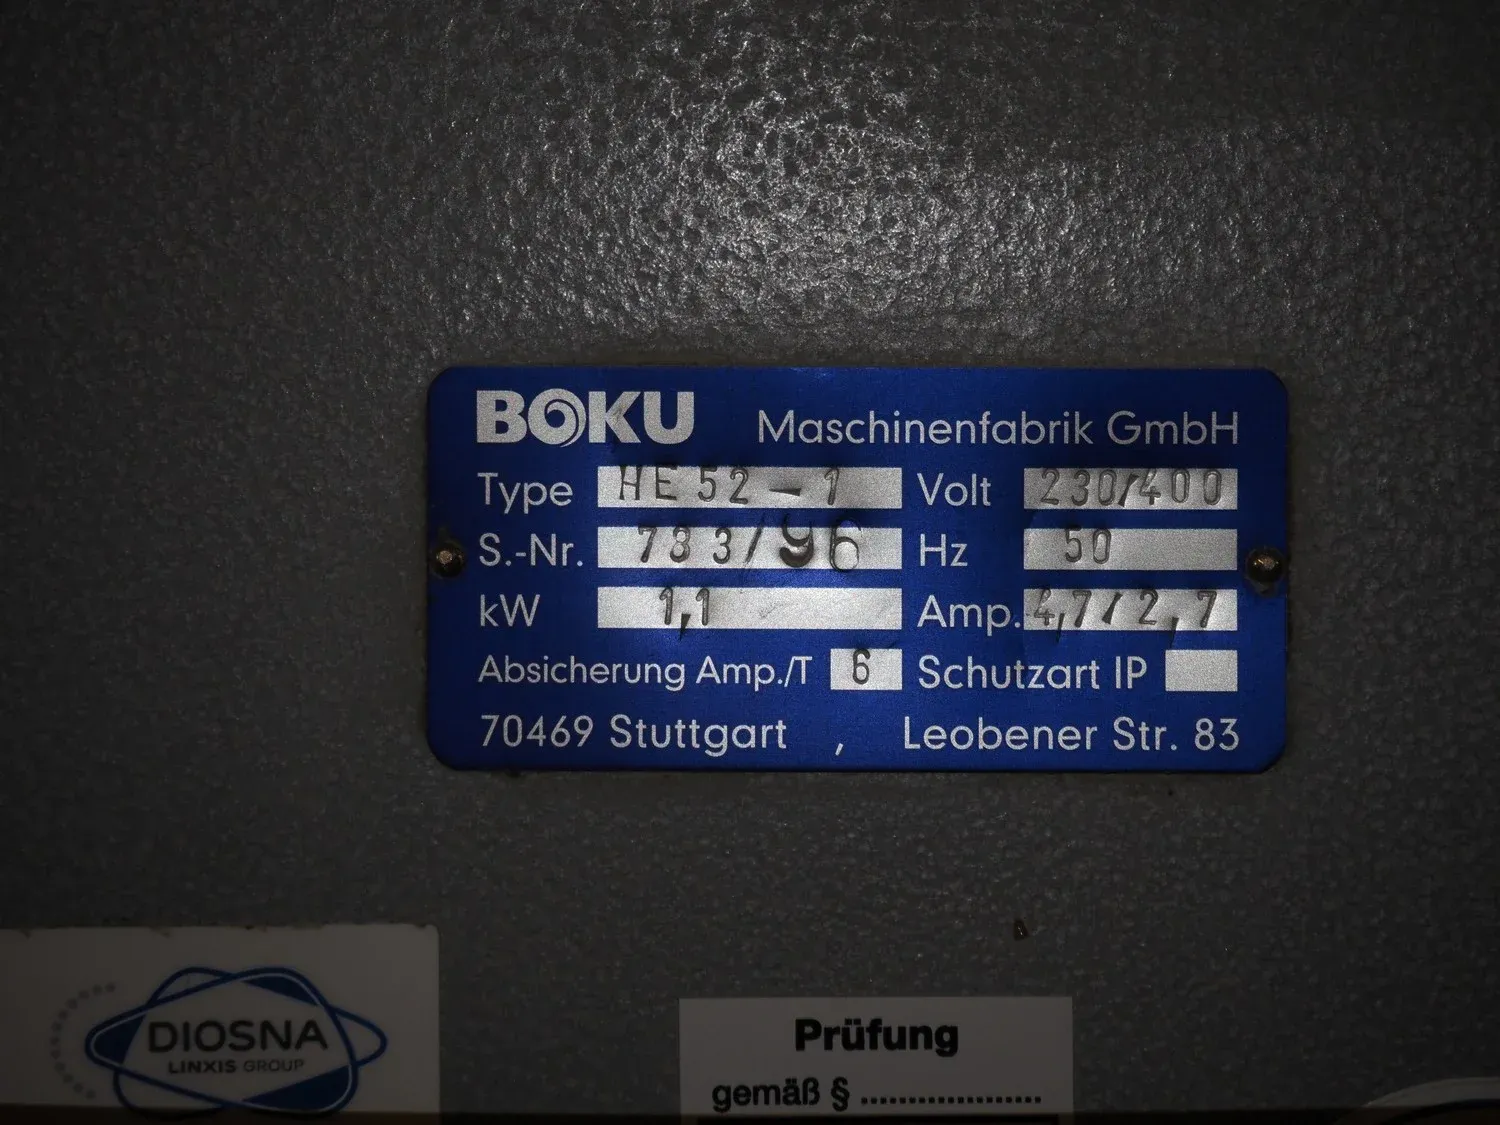 BOKU Maschinenfabrik GmbH
Type HE 52 - 1 Volt 230/400
S.-Nr. 733/96 Hz 50
kW 1,1 Amp. 4,7/2,7
Absicherung Amp./T 6 Schutzart IP
70469 Stuttgart , Leobener Str. 83
DIOSNA
LINXIS GROUP
Prüfung
gemäß § ....................